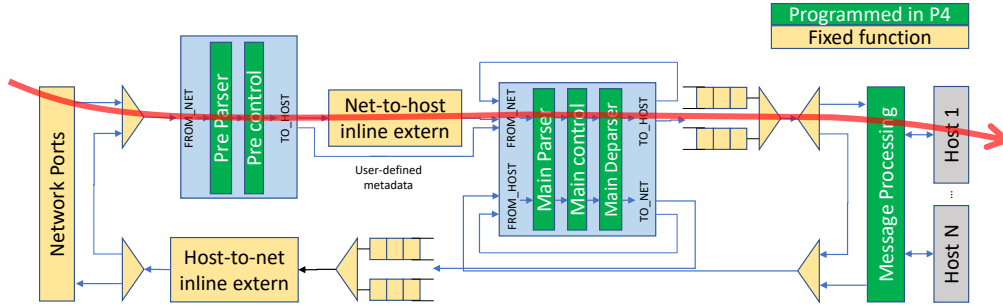 Programmed in P4
Fixed function
Network Ports
FROM_NET
Pre Parser
Pre control
TO_HOST
Net-to-host
inline extern
User-defined
metadata
FROM_NET
FROM_HOST
Main Parser
Main control
Main Deparser
TO_HOST
TO_NET
Message Processing
Host 1
...
Host N
Host-to-net
inline extern